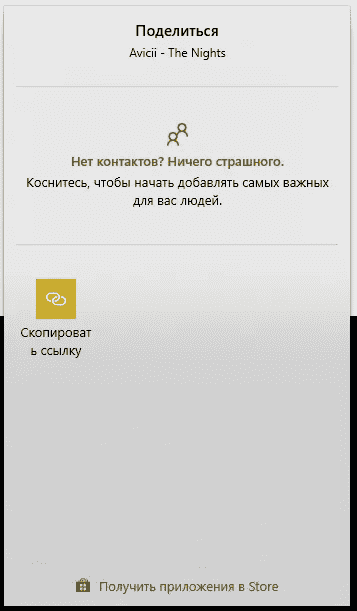 Поделиться
Avicii - The Nights
Нет контактов? Ничего страшного.
Коснитесь, чтобы начать добавлять самых важных
для вас людей.
Скопироват
ь ссылку
Получить приложения в Store